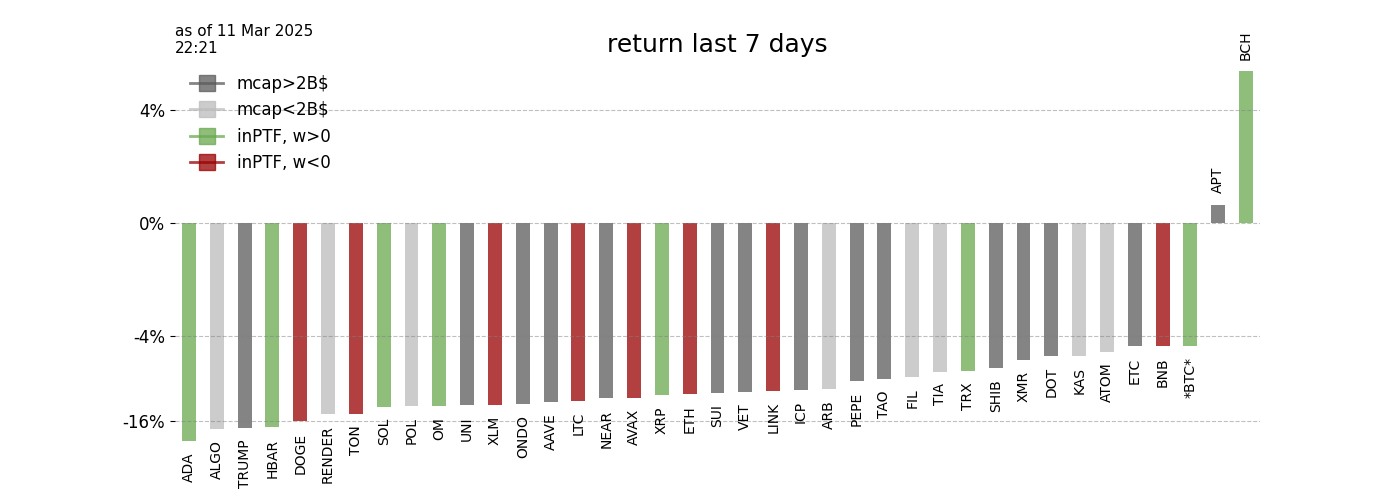 as of 11 Mar 2025
22:21
return last 7 days
mcap>2B$
mcap<2B$
inPTF, w>0
inPTF, w<0
4%
0%
-4%
-16%
ADA
ALGO
TRUMP
HBAR
DOGE
RENDER
TON
SOL
POL
OM
UNI
XLM
ONDO
AAVE
LTC
NEAR
AVAX
XRP
ETH
SUI
VET
LINK
ICP
ARB
PEPE
TAO
FIL
TIA
TRX
SHIB
XMR
DOT
KAS
ATOM
ETC
BNB
*BTC*
APT
BCH